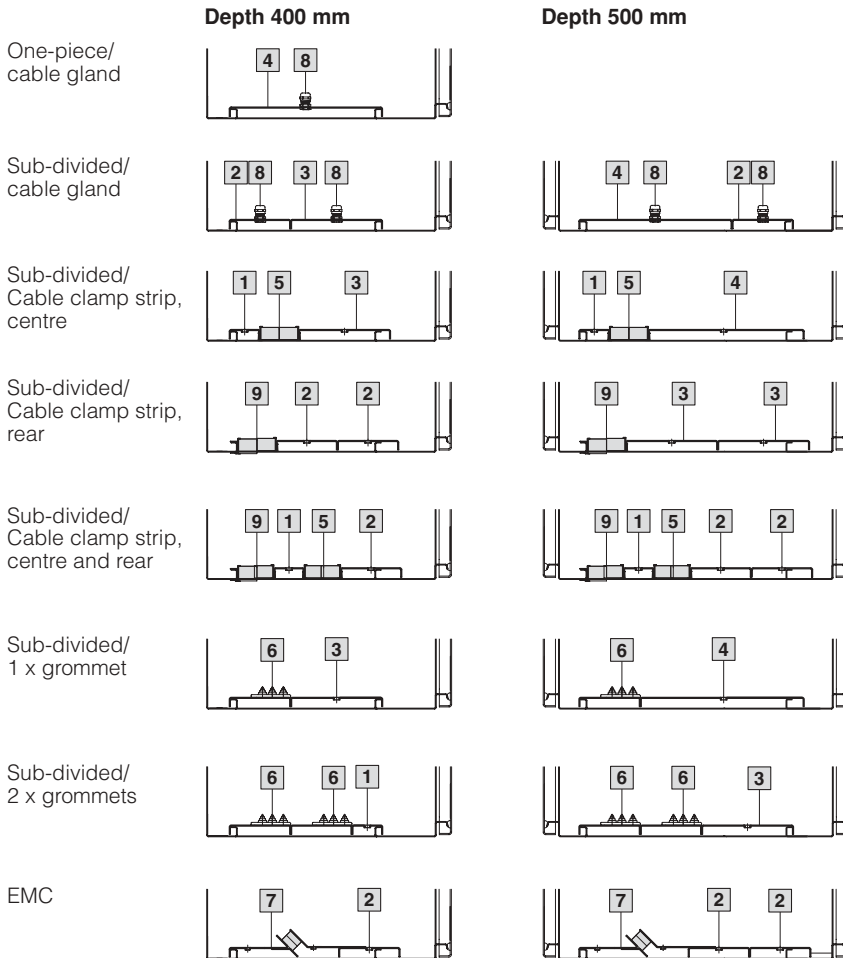 Depth 400 mm Depth 500 mm
One-piece/
cable gland
4 8
Sub-divided/
cable gland
2 8 3 8 4 8 2 8
Sub-divided/
Cable clamp strip,
centre
1 5 3 1 5 4
Sub-divided/
Cable clamp strip,
rear
9 2 2 9 3 3
Sub-divided/
Cable clamp strip,
centre and rear
9 1 5 2 9 1 5 2 2
Sub-divided/
1 x grommet
6 3 6 4
Sub-divided/
2 x grommets
6 6 1 6 6 3
EMC
7 2 7 2 2